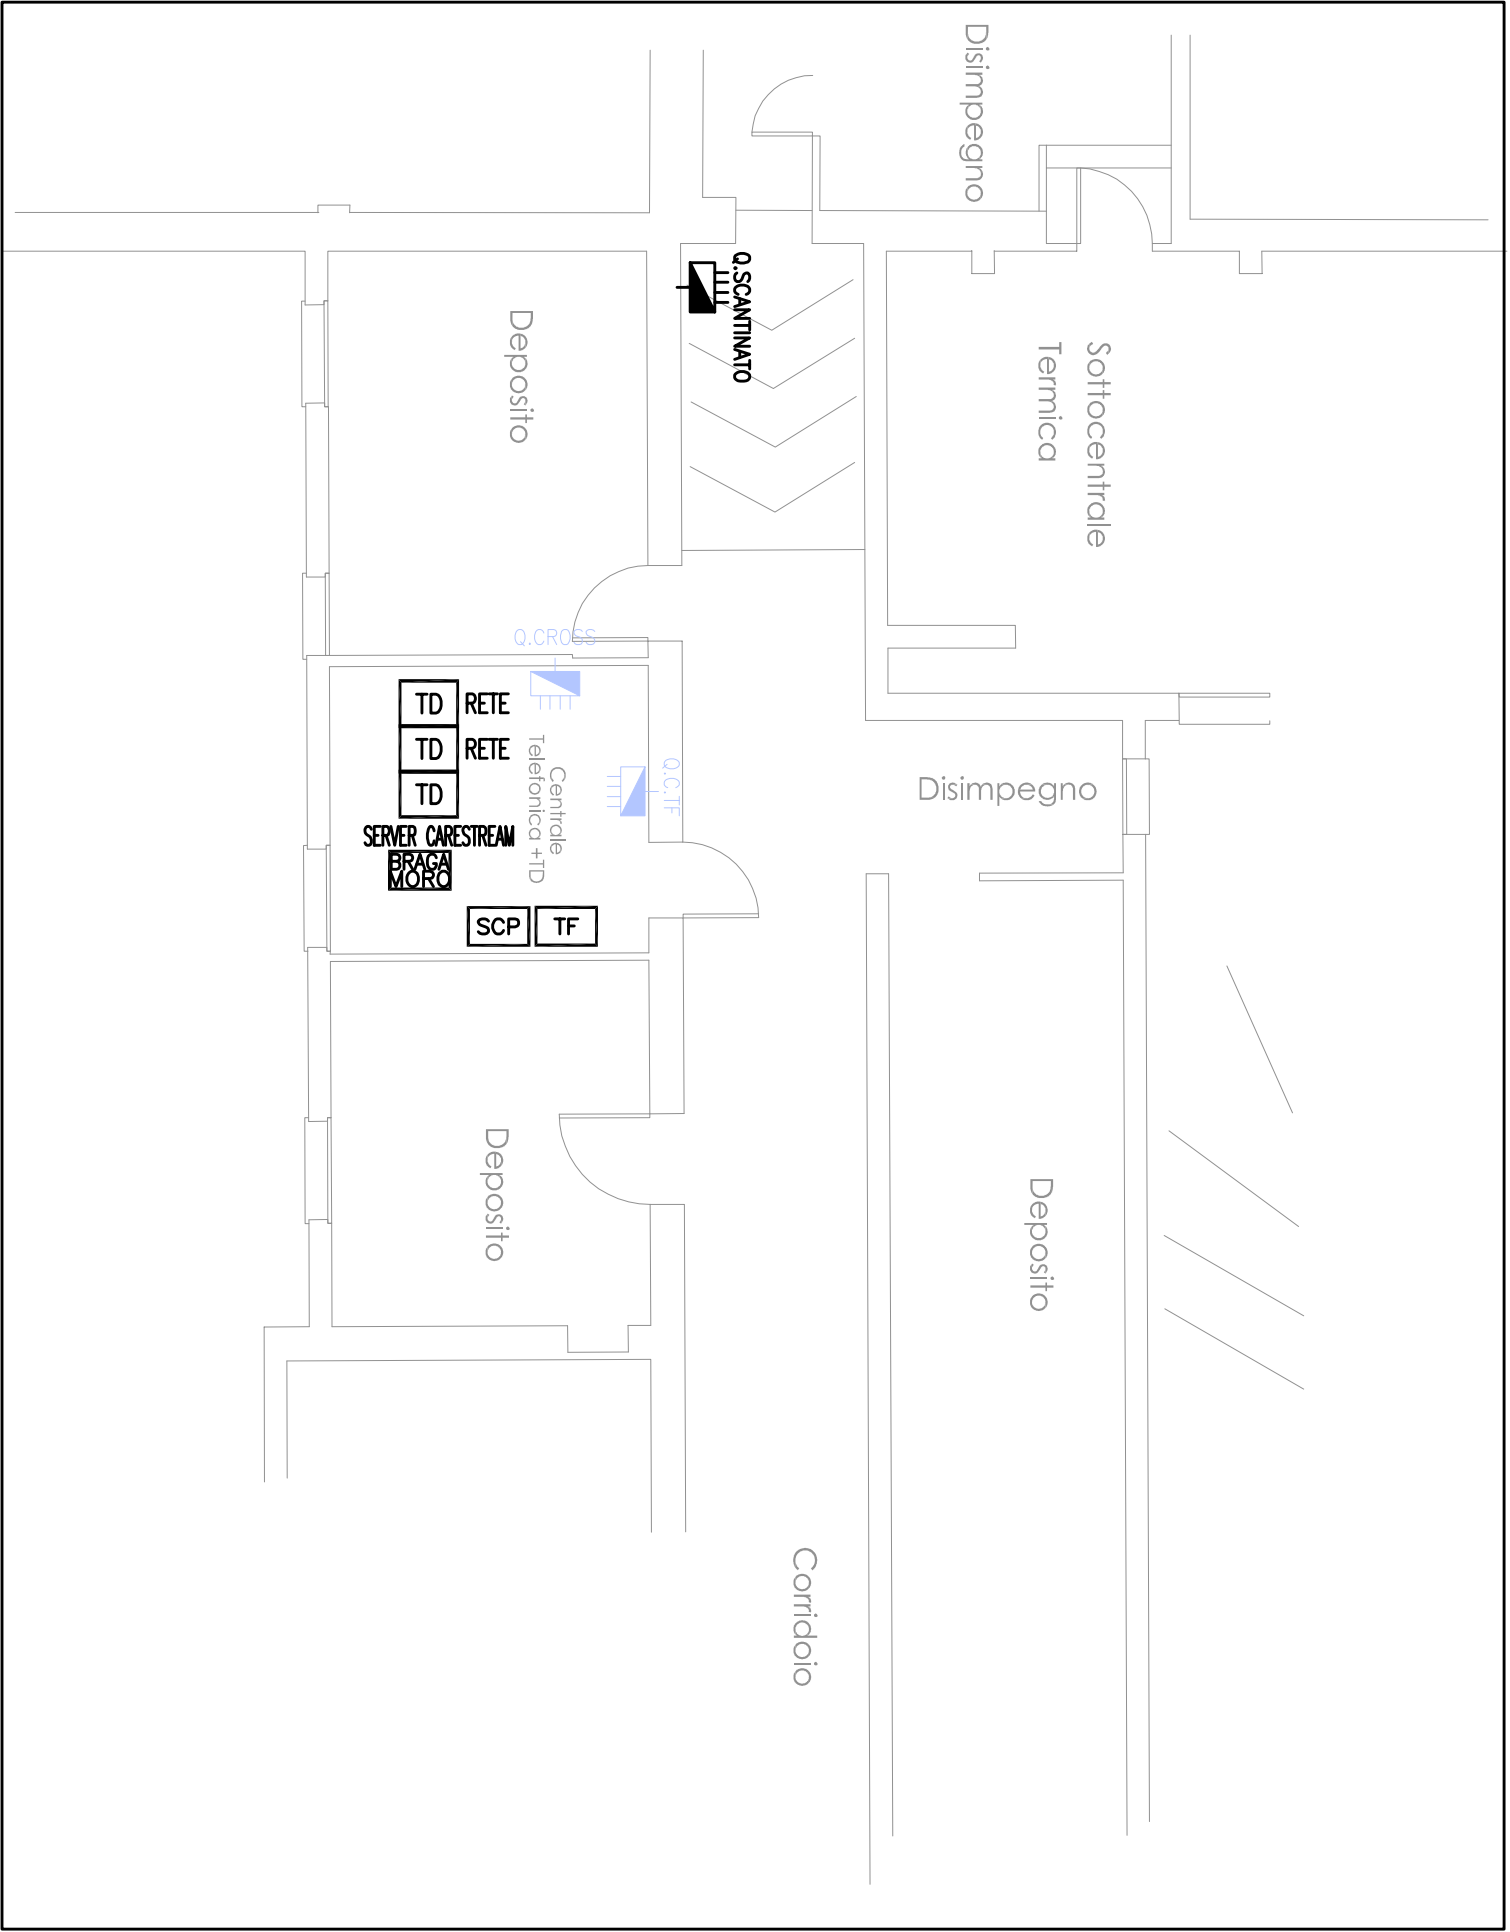 Disimpegno
Q.SCANTINATO
Deposito
Sottocentrale
Termica
Q.CROSS
TD RETE
TD RETE
TD
Centrale
Telefonica +TD
Q.C.TF
Disimpegno
SERVER CARESTREAM
BRAGA
MORO
SCP
TF
Deposito
Deposito
Corridoio